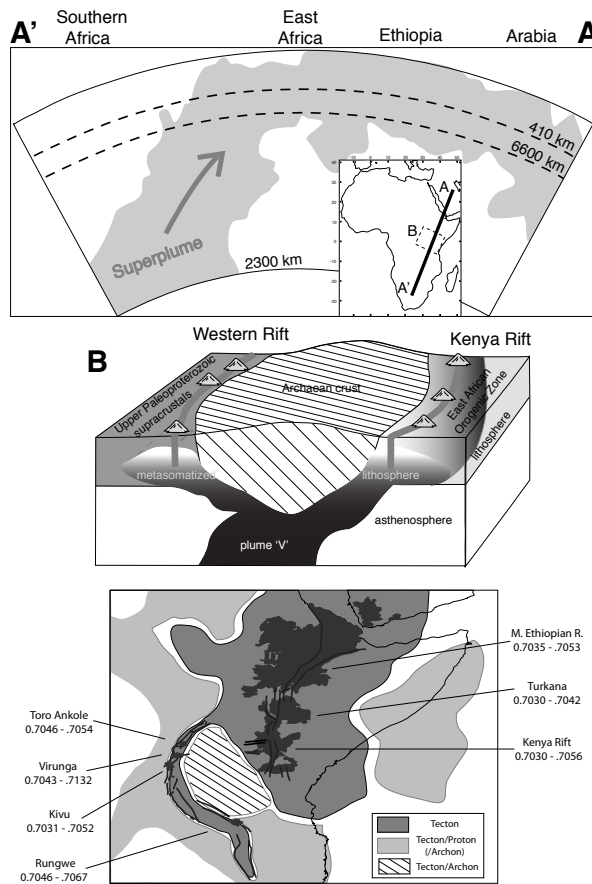 A'
Southern
Africa
East
Africa
Ethiopia
Arabia
A
410 km
6600 km
Superplume
2300 km
A
B
A'
B
Western Rift
Kenya Rift
Upper Paleoproterozoic
supracrustals
Archaean crust
East African
Orogenic Zone
lithosphere
metasomatized
lithosphere
asthenosphere
plume 'V'
M. Ethiopian R.
0.7035 - .7053
Turkana
0.7030 - .7042
Kenya Rift
0.7030 - .7056
Toro Ankole
0.7046 - .7054
Virunga
0.7043 - .7132
Kivu
0.7031 - .7052
Rungwe
0.7046 - .7067
Tecton
Tecton/Proton
(/Archon)
Tecton/Archon